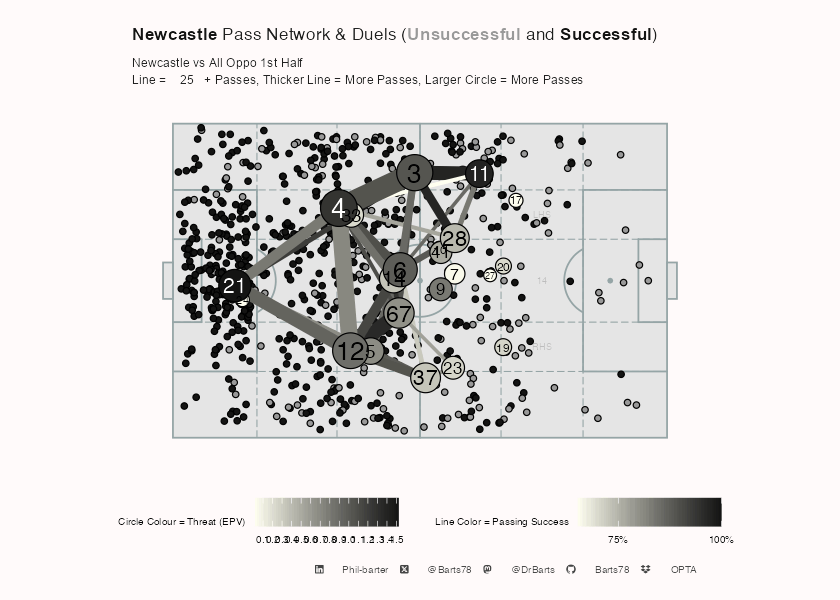 Newcastle Pass Network & Duels (Unsuccessful and Successful)
Newcastle vs All Oppo 1st Half
Line = 25 + Passes, Thicker Line = More Passes, Larger Circle = More Passes
3
11
17
4
LHS
28
6
20
7
27
14
21
9
67
12
5
RHS
19
23
37
Circle Colour = Threat (EPV)
Line Color = Passing Success
75%
100%
Phil-barter
@Barts78
@DrBarts
Barts78
OPTA